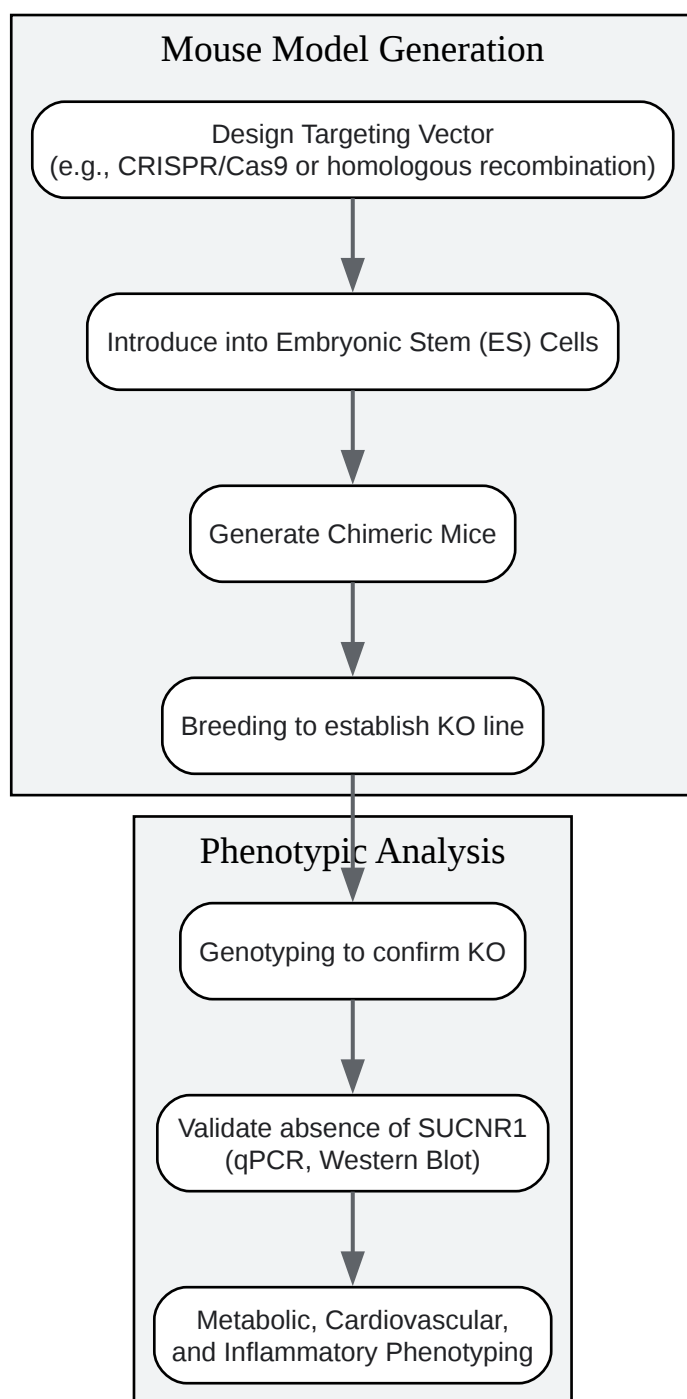 Mouse Model Generation
Design Targeting Vector
(e.g., CRISPR/Cas9 or homologous recombination)
Introduce into Embryonic Stem (ES) Cells
Generate Chimeric Mice
Breeding to establish KO line
Phenotypic Analysis
Genotyping to confirm KO
Validate absence of SUCNR1
(qPCR, Western Blot)
Metabolic, Cardiovascular,
and Inflammatory Phenotyping